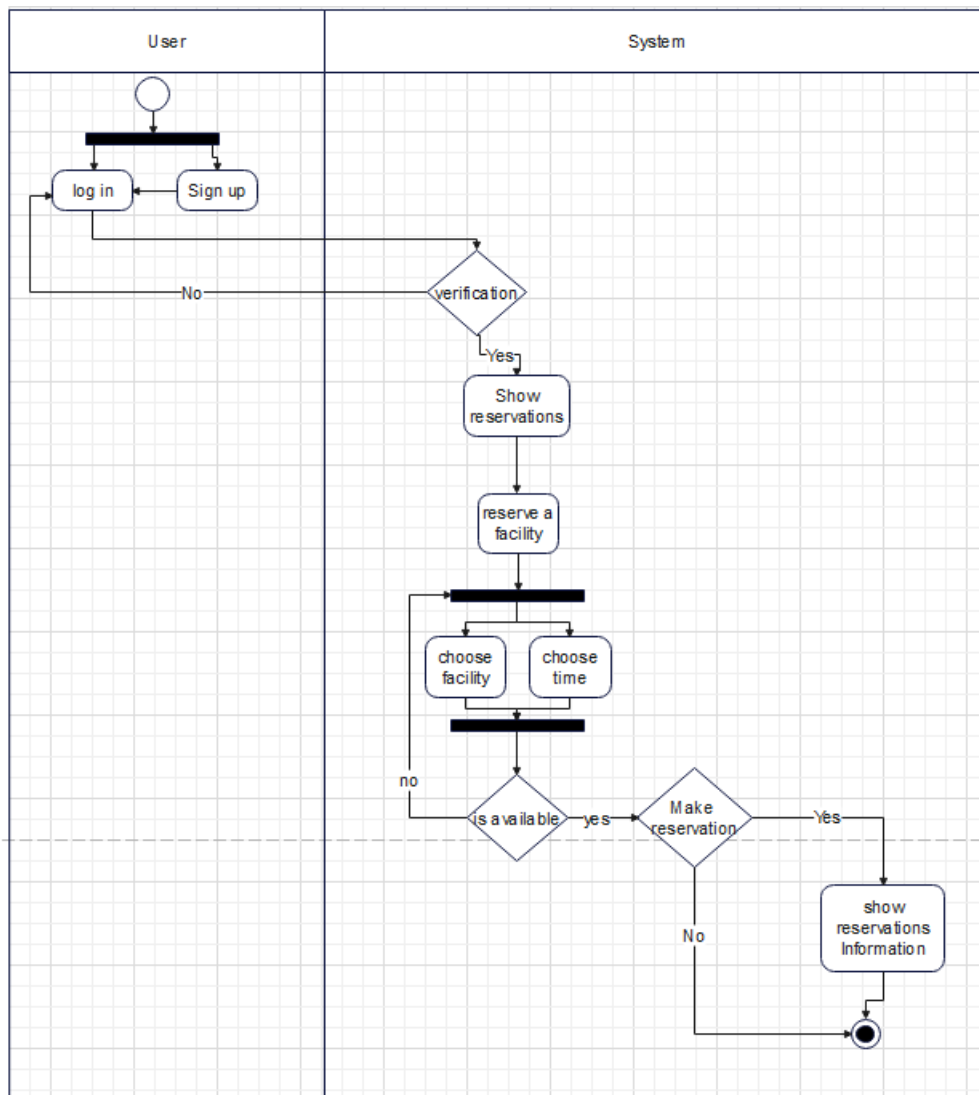 User
System
log in
Sign up
No
verification
Yes
Show
reservations
reserve a
facility
choose
facility
choose
time
no
is available
yes
Make
reservation
Yes
No
show
reservations
Information